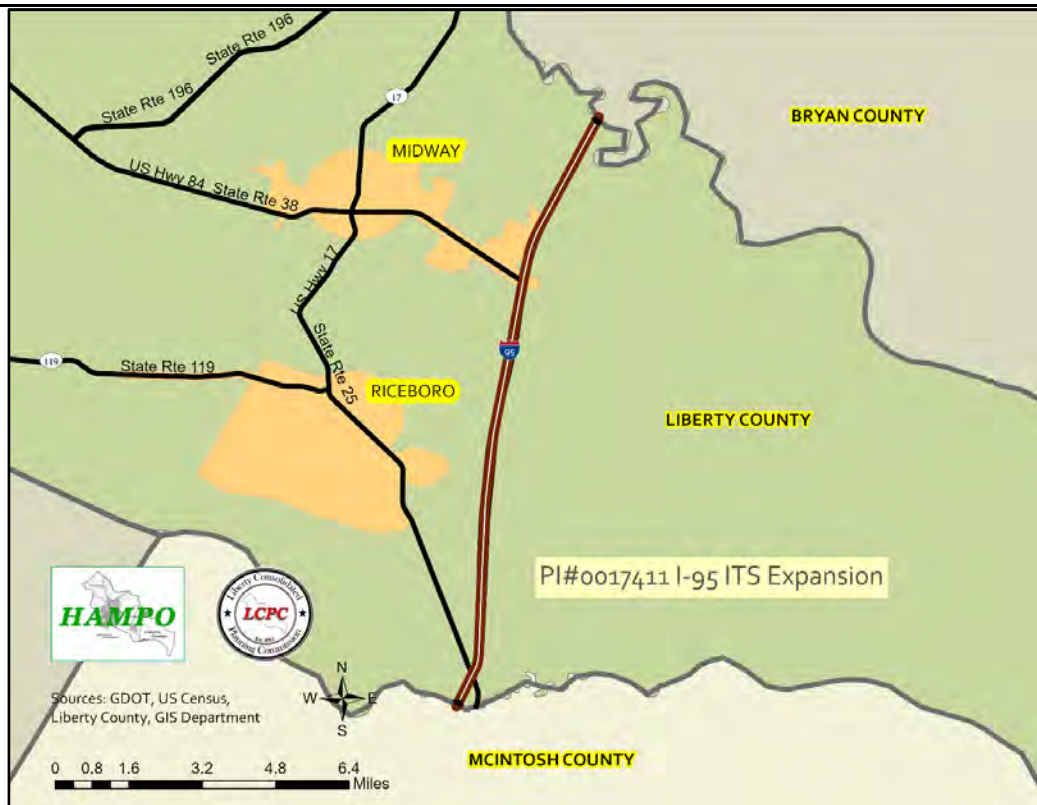 State Rte 196
State Rte 196
17
BRYAN COUNTY
MIDWAY
US Hwy 84 State Rte 38
US Hwy 17
95
119
State Rte 119
State Rte 25
RICEBORO
LIBERTY COUNTY
PI#0017411 I-95 ITS Expansion
HAMPO
Liberty Consolidated
LCPC
Planning Commission
N
W E
S
Sources: GDOT, US Census,
Liberty County, GIS Department
MCINTOSH COUNTY
0 0.8 1.6 3.2 4.8 6.4
Miles